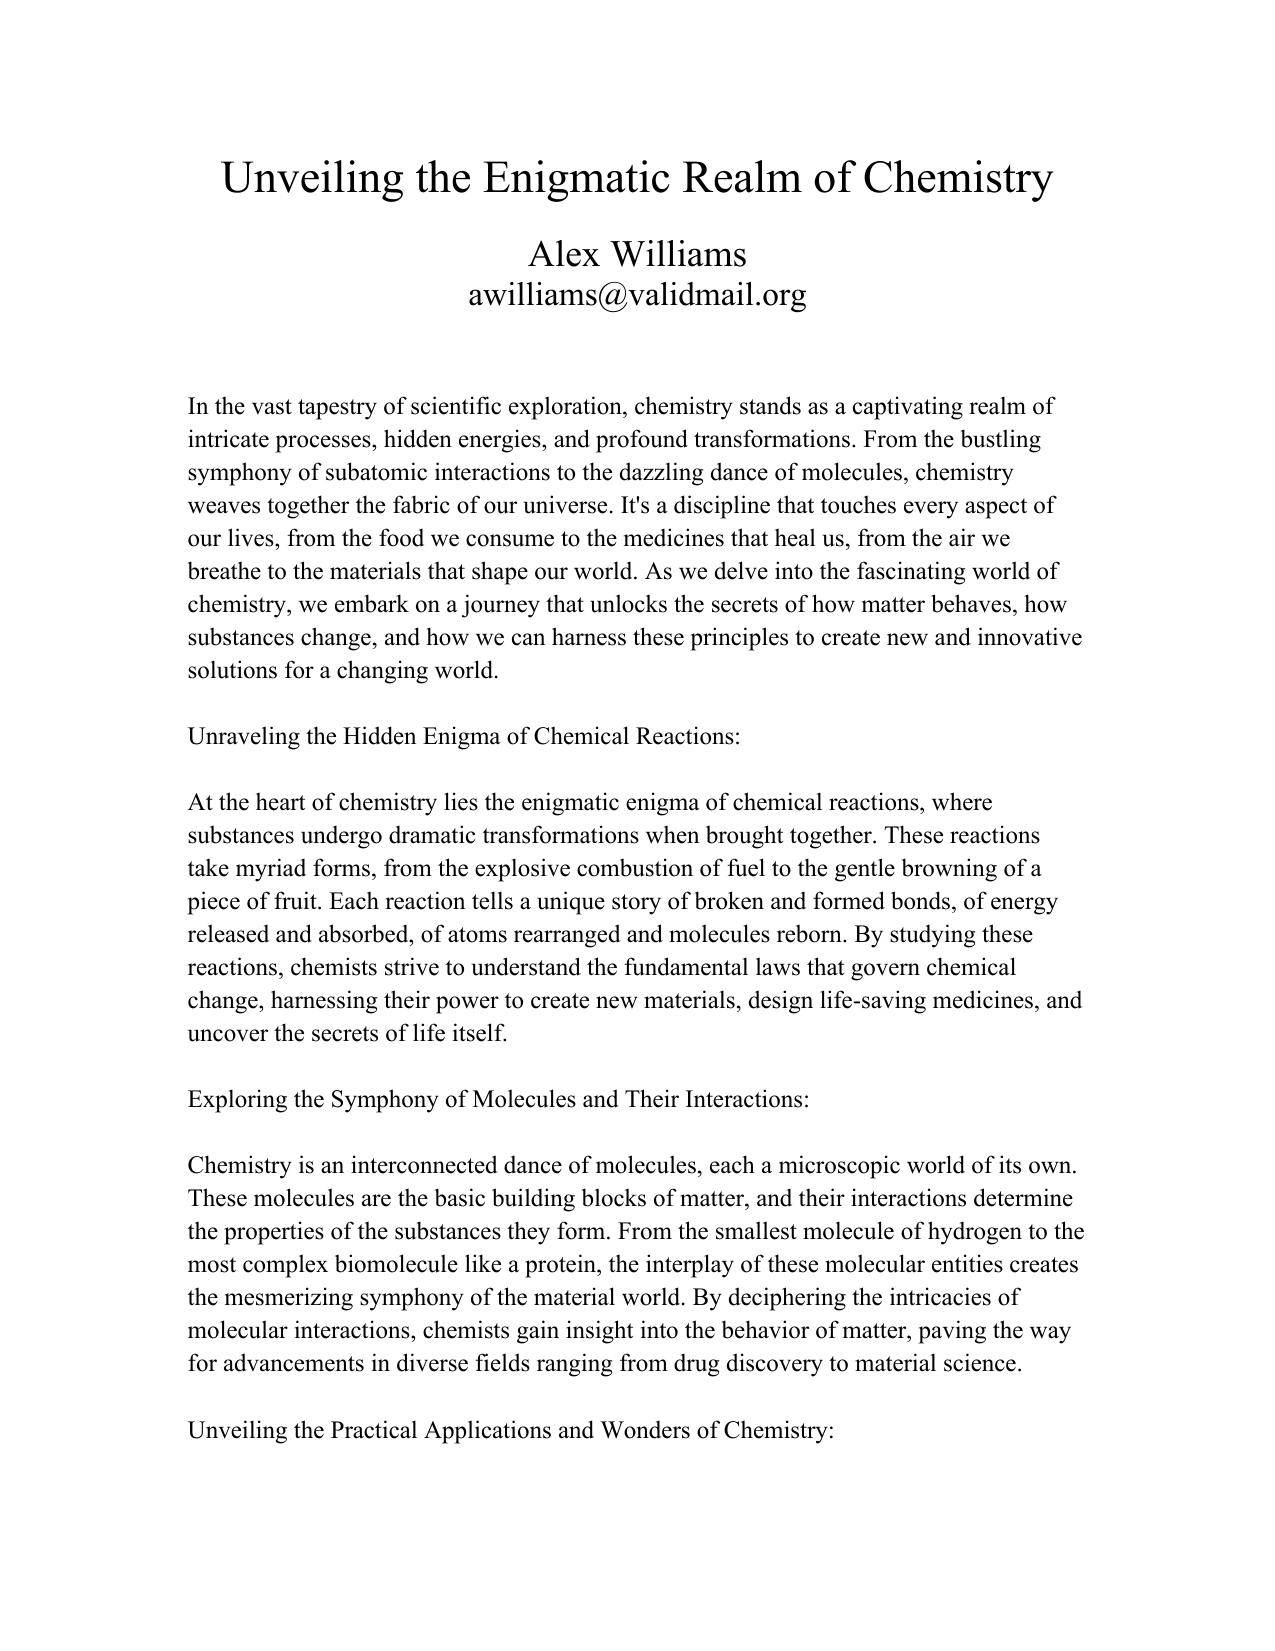 Unveiling the Enigmatic Realm of Chemistry
Alex Williams
awilliams@validmail.org
In the vast tapestry of scientific exploration, chemistry stands as a captivating realm of
intricate processes, hidden energies, and profound transformations. From the bustling
symphony of subatomic interactions to the dazzling dance of molecules, chemistry
weaves together the fabric of our universe. It's a discipline that touches every aspect of
our lives, from the food we consume to the medicines that heal us, from the air we
breathe to the materials that shape our world. As we delve into the fascinating world of
chemistry, we embark on a journey that unlocks the secrets of how matter behaves, how
substances change, and how we can harness these principles to create new and innovative
solutions for a changing world.
Unraveling the Hidden Enigma of Chemical Reactions:
At the heart of chemistry lies the enigmatic enigma of chemical reactions, where
substances undergo dramatic transformations when brought together. These reactions
take myriad forms, from the explosive combustion of fuel to the gentle browning of a
piece of fruit. Each reaction tells a unique story of broken and formed bonds, of energy
released and absorbed, of atoms rearranged and molecules reborn. By studying these
reactions, chemists strive to understand the fundamental laws that govern chemical
change, harnessing their power to create new materials, design life-saving medicines, and
uncover the secrets of life itself.
Exploring the Symphony of Molecules and Their Interactions:
Chemistry is an interconnected dance of molecules, each a microscopic world of its own.
These molecules are the basic building blocks of matter, and their interactions determine
the properties of the substances they form. From the smallest molecule of hydrogen to the
most complex biomolecule like a protein, the interplay of these molecular entities creates
the mesmerizing symphony of the material world. By deciphering the intricacies of
molecular interactions, chemists gain insight into the behavior of matter, paving the way
for advancements in diverse fields ranging from drug discovery to material science.
Unveiling the Practical Applications and Wonders of Chemistry: